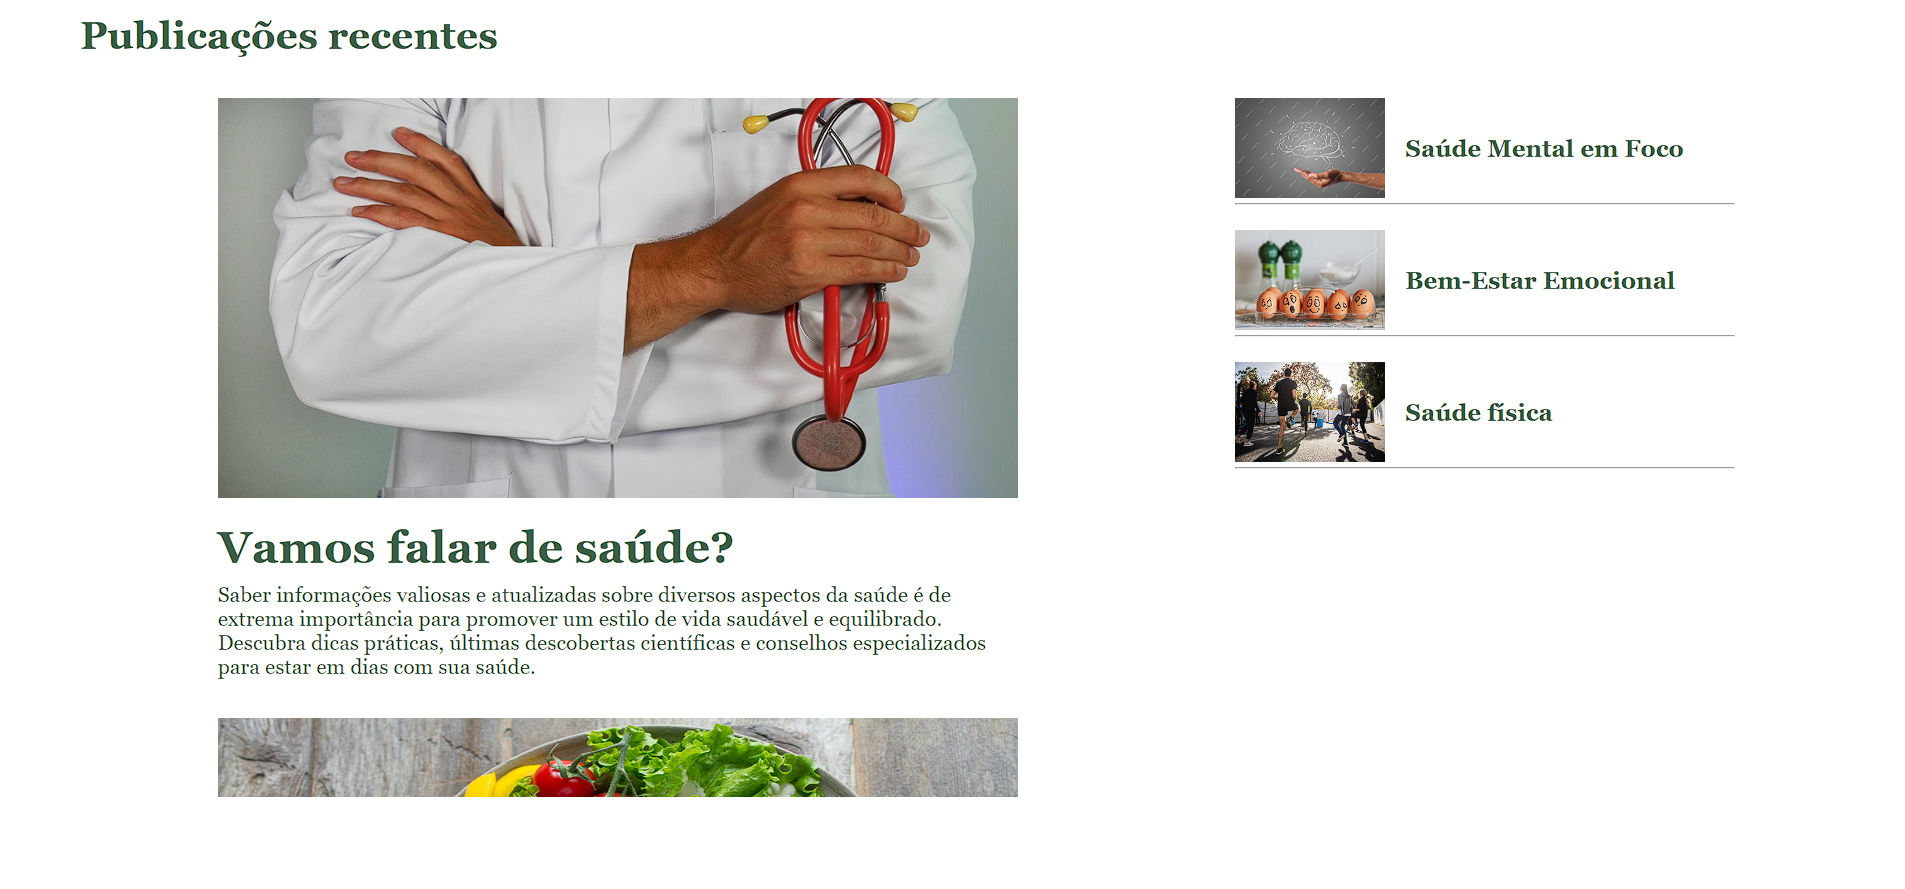 Publicações recentes
Vamos falar de saúde?
Saber informações valiosas e atualizadas sobre diversos aspectos da saúde é de
extrema importância para promover um estilo de vida saudável e equilibrado.
Descubra dicas práticas, últimas descobertas científicas e conselhos especializados
para estar em dias com sua saúde.
Saúde Mental em Foco
Bem-Estar Emocional
Saúde física